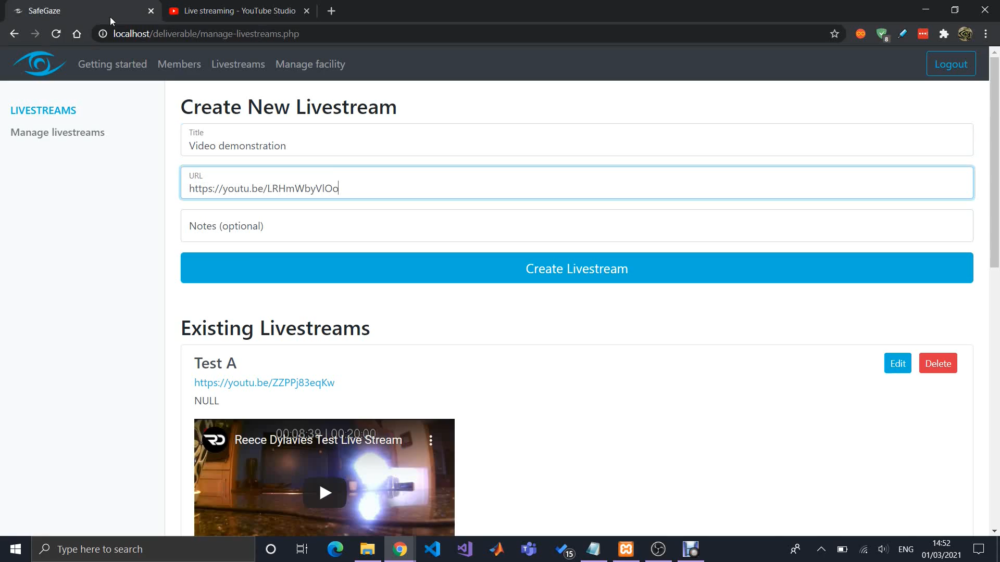 SafeGaze
Live streaming - YouTube Studio
localhost/deliverable/manage-livestreams.php
8
Getting started
Members
Livestreams
Manage facility
Logout
LIVESTREAMS
Manage livestreams
Create New Livestream
Title
Video demonstration
URL
https://youtu.be/LRHmWbyVlOo
Notes (optional)
Create Livestream
Existing Livestreams
Test A
Edit
Delete
https://youtu.be/ZZPPj83eqKw
NULL
00:08:39 | 00:20:00
RD
Reece Dylavies Test Live Stream
Type here to search
15
ENG
14:52
01/03/2021